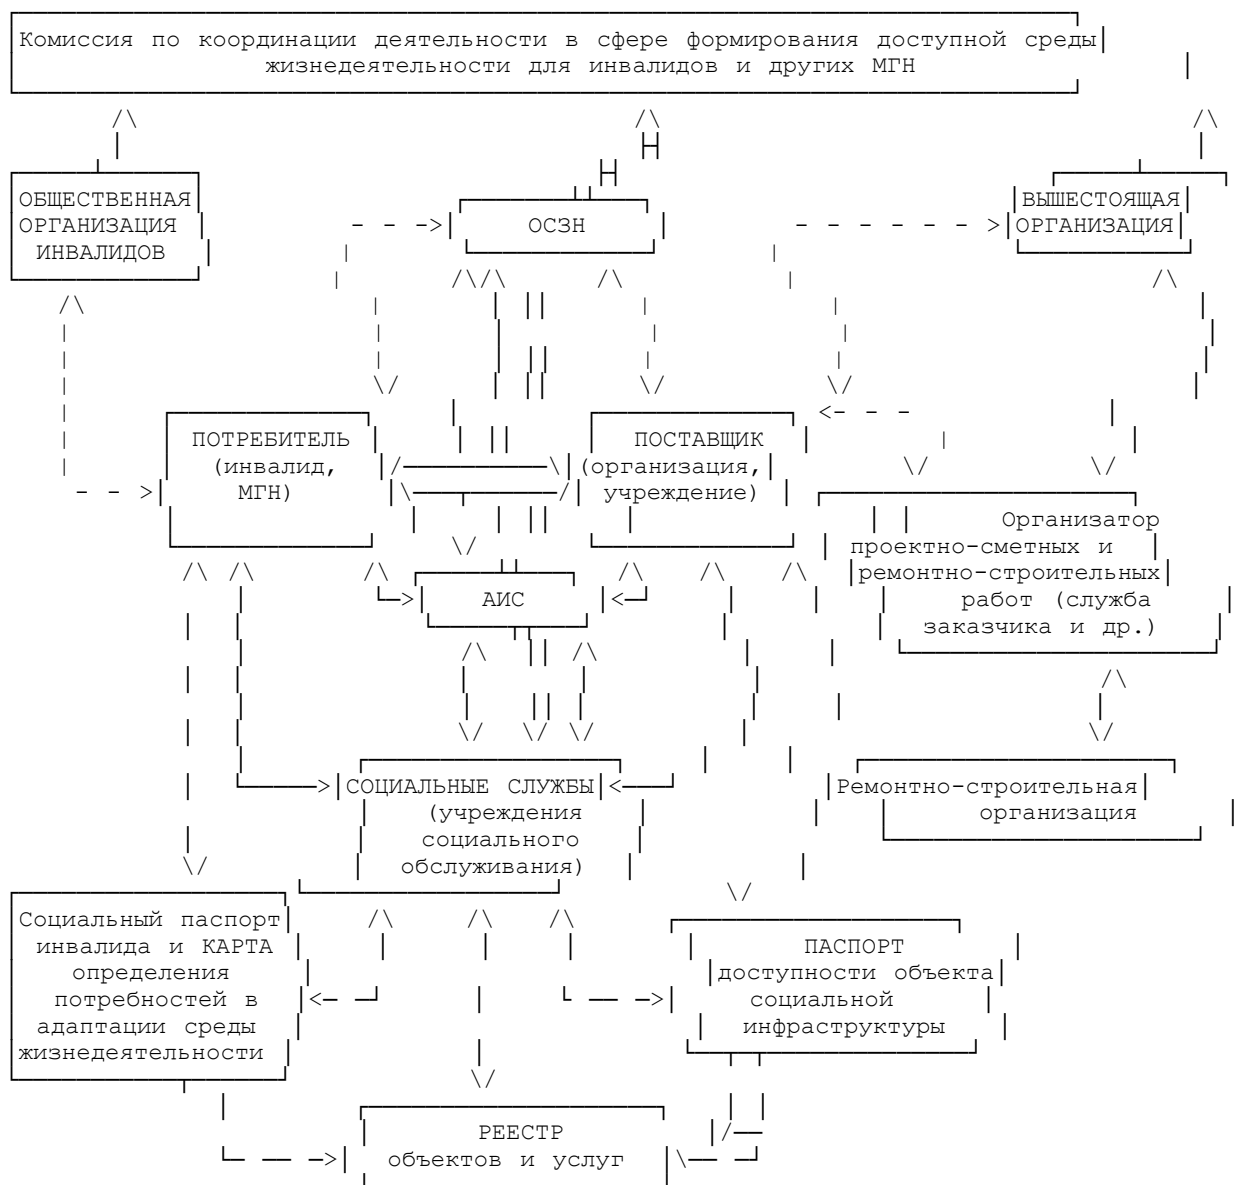 Комиссия по координации деятельности в сфере формирования доступной среды
жизнедеятельности для инвалидов и других МГН
ОБЩЕСТВЕННАЯ
ОРГАНИЗАЦИЯ
ИНВАЛИДОВ
ОСЗН
ВЫШЕСТОЯЩАЯ
ОРГАНИЗАЦИЯ
ПОТРЕБИТЕЛЬ
(инвалид,
МГН)
ПОСТАВЩИК
(организация,
учреждение)
Организатор
проектно-сметных и
ремонтно-строительных
работ (служба
заказчика и др.)
АИС
СОЦИАЛЬНЫЕ СЛУЖБЫ
(учреждения
социального
обслуживания)
Ремонтно-строительная
организация
Социальный паспорт
инвалида и КАРТА
определения
потребностей в
адаптации среды
жизнедеятельности
ПАСПОРТ
доступности объекта
социальной
инфраструктуры
РЕЕСТР
объектов и услуг